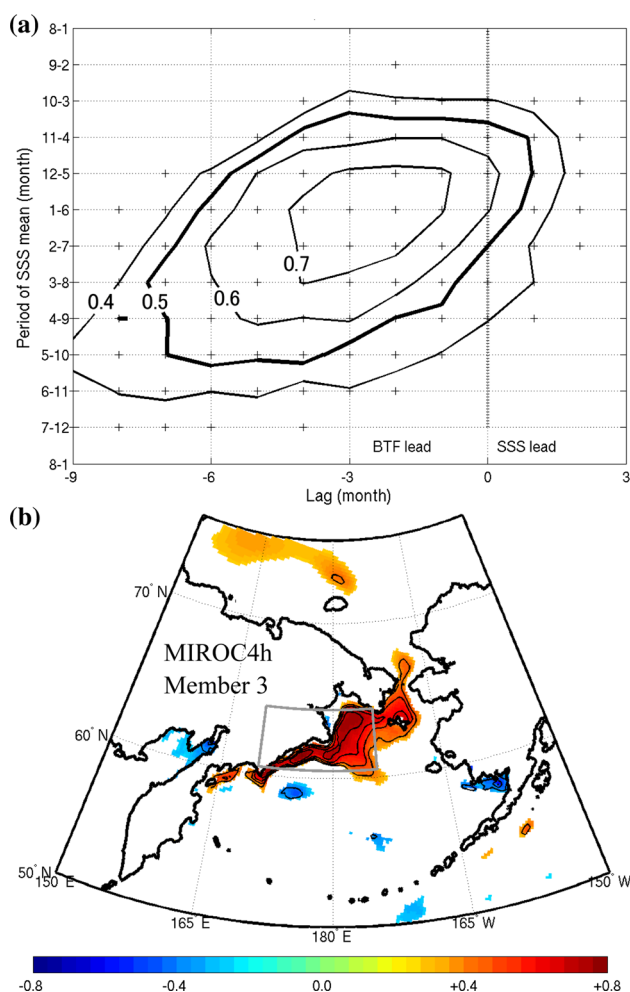 (a)
8-1
9-2
10-3
11-4
12-5
1-6
2-7
3-8
4-9
5-10
6-11
7-12
8-1
Period of SSS mean (month)
0.4
0.5
0.6
0.7
BTF lead
SSS lead
-9
-6
-3
0
3
Lag (month)
(b)
70° N
MIROC4h
Member 3
60° N
50° N
150 E
165° E
180° E
165° W
150° W
-0.8
-0.4
0.0
+0.4
+0.8